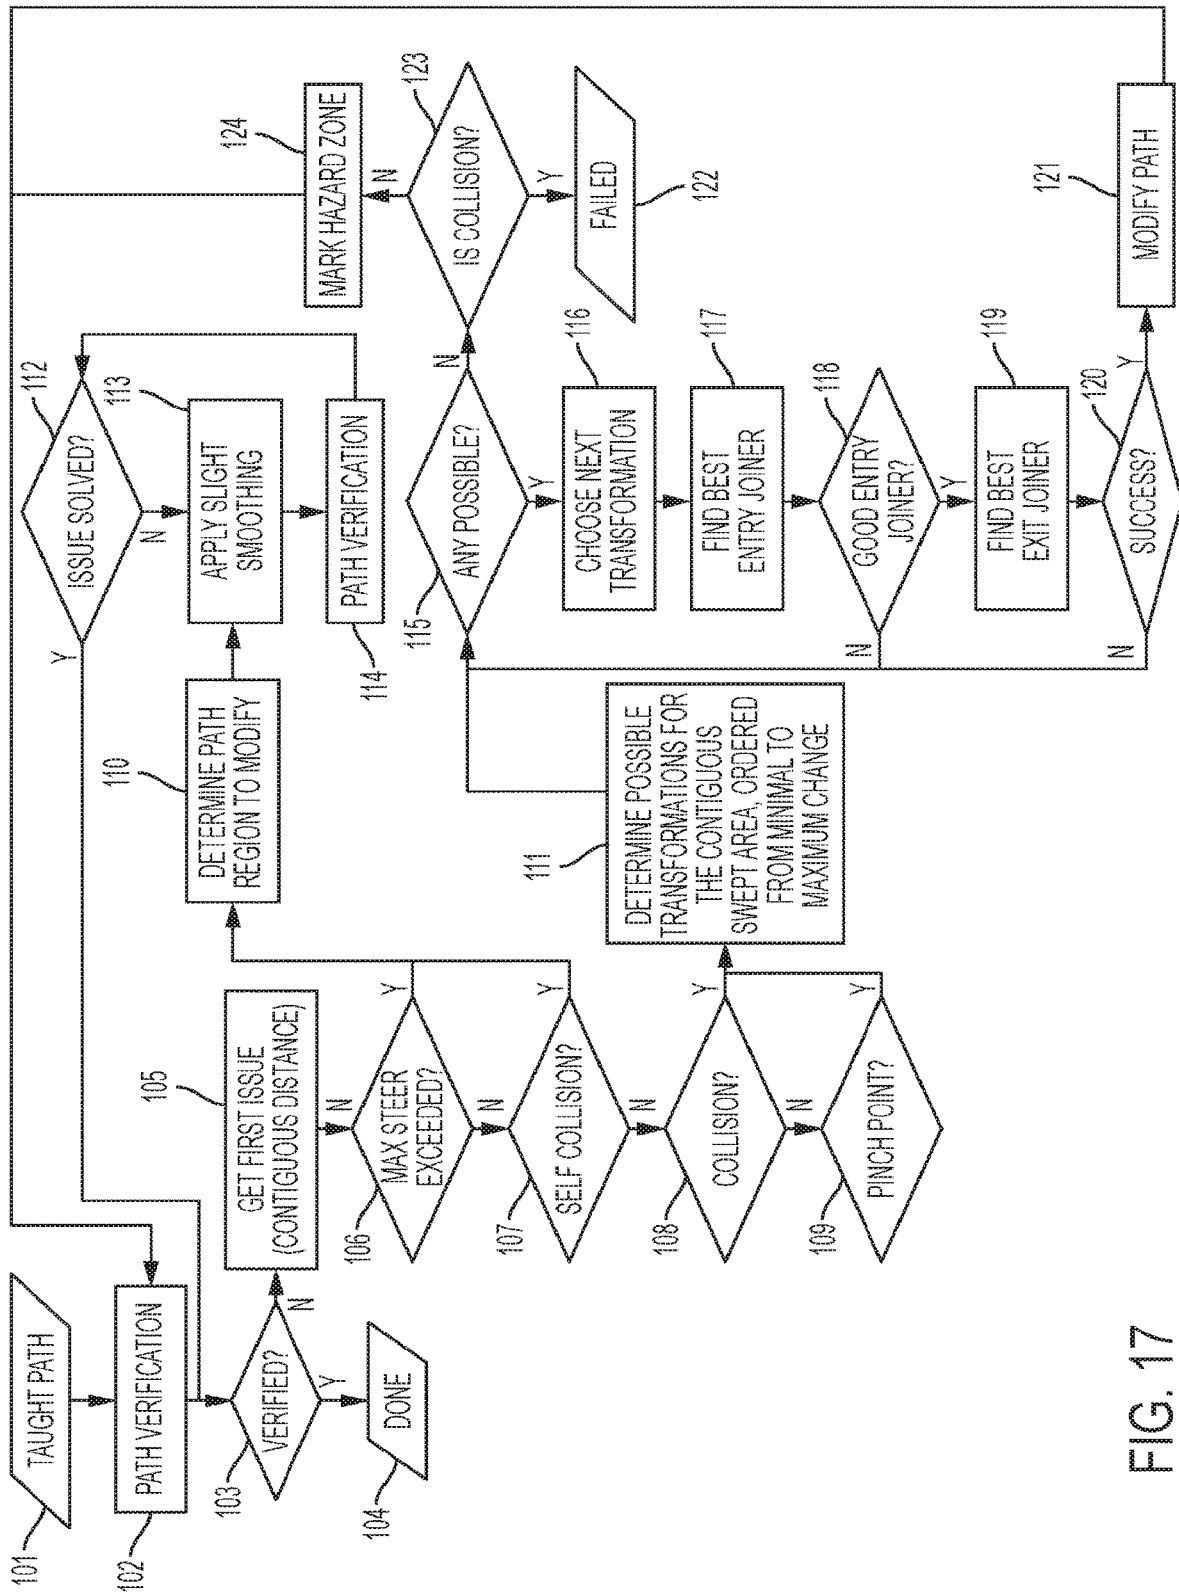 101
TAUGHT PATH
102
PATH VERIFICATION
103
VERIFIED?
N
Y
104
DONE
105
GET FIRST ISSUE
(CONTIGUOUS DISTANCE)
N
106
MAX STEER
EXCEEDED?
Y
N
107
SELF COLLISION?
Y
N
108
COLLISION?
Y
N
109
PINCH POINT?
Y
110
DETERMINE PATH
REGION TO MODIFY
111
DETERMINE POSSIBLE
TRANSFORMATIONS FOR
THE CONTIGUOUS
SWEPT AREA, ORDERED
FROM MINIMAL TO
MAXIMUM CHANGE
112
ISSUE SOLVED?
Y
N
113
APPLY SLIGHT
SMOOTHING
114
PATH VERIFICATION
115
ANY POSSIBLE?
N
Y
116
CHOOSE NEXT
TRANSFORMATION
117
FIND BEST
ENTRY JOINER
118
GOOD ENTRY
JOINER?
N
Y
119
FIND BEST
EXIT JOINER
120
SUCCESS?
N
Y
121
MODIFY PATH
122
FAILED
123
IS COLLISION?
N
Y
124
MARK HAZARD ZONE
FIG. 17